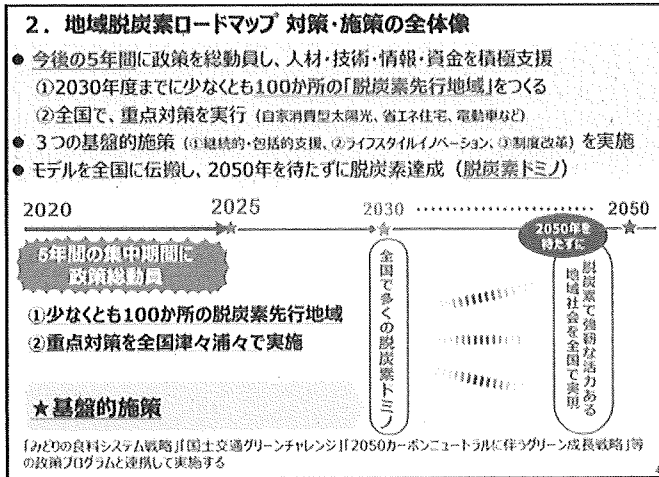 2．地域脱炭素ロードマップ 対策・施策の全体像
● 今後の5年間に政策を総動員し、人材・技術・情報・資金を積極支援
①2030年度までに少なくとも100か所の「脱炭素先行地域」をつくる
②全国で、重点対策を実行（自家消費型太陽光、省エネ住宅、電動車など）
● 3つの基盤的施策（①継続的・包括的支援、②ライフスタイルイノベーション、③制度改革）を実施
● モデルを全国に伝搬し、2050年を待たずに脱炭素達成（脱炭素ドミノ）
2020
2025
2030
2050
2050年を
待たずに
5年間の集中期間に
政策総動員
①少なくとも100か所の脱炭素先行地域
②重点対策を全国津々浦々で実施
★基盤的施策
全国で多くの脱炭素ドミノ
脱炭素で強靭な活力ある
地域社会を全国で実現
「みどりの食料システム戦略」「国土交通グリーンチャレンジ」「2050カーボンニュートラルに伴うグリーン成長戦略」等
の政策プログラムと連携して実施する
4